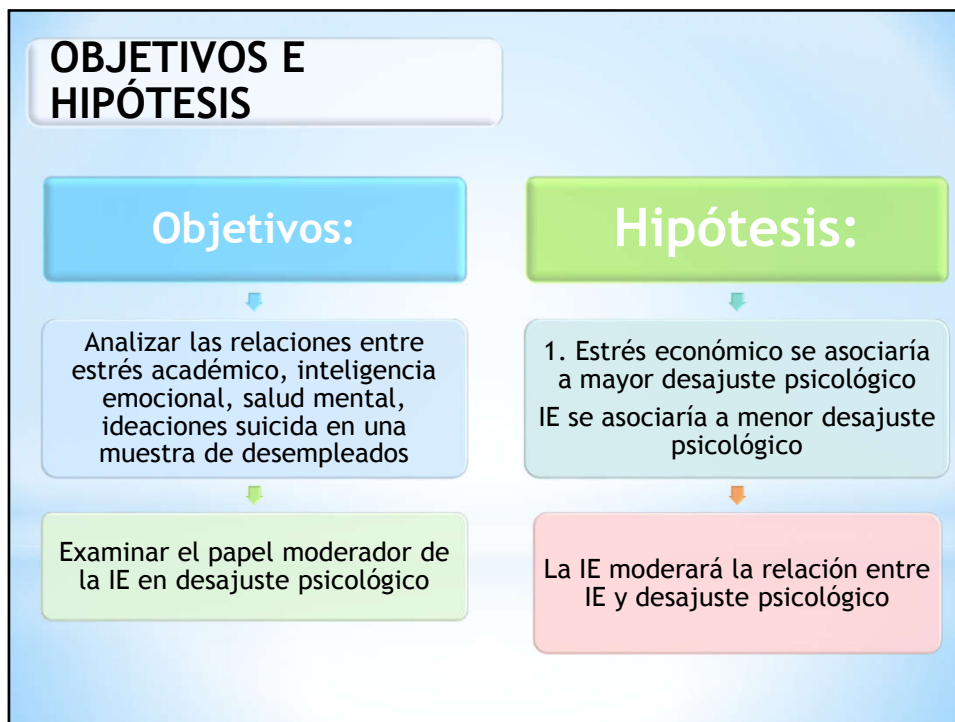 OBJETIVOS E
HIPÓTESIS
Objetivos:
Analizar las relaciones entre
estrés académico, inteligencia
emocional, salud mental,
ideaciones suicida en una
muestra de desempleados
Examinar el papel moderador de
la IE en desajuste psicológico
Hipótesis:
1. Estrés económico se asociaría
a mayor desajuste psicológico
IE se asociaría a menor desajuste
psicológico
La IE moderará la relación entre
IE y desajuste psicológico